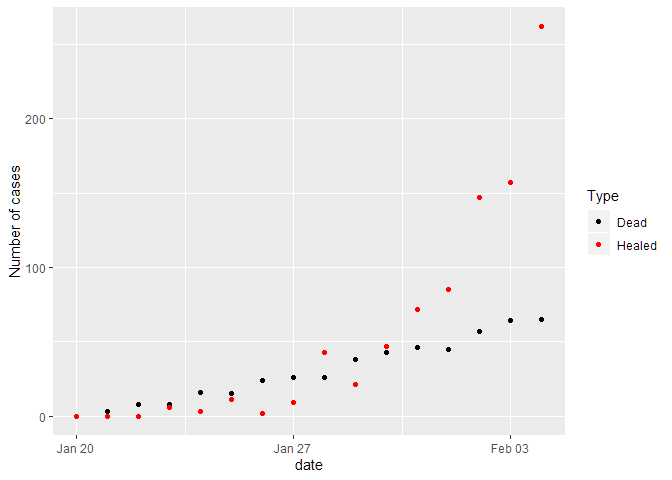 200
100
0
Number of cases
Jan 20
Jan 27
Feb 03
date
Type
Dead
Healed